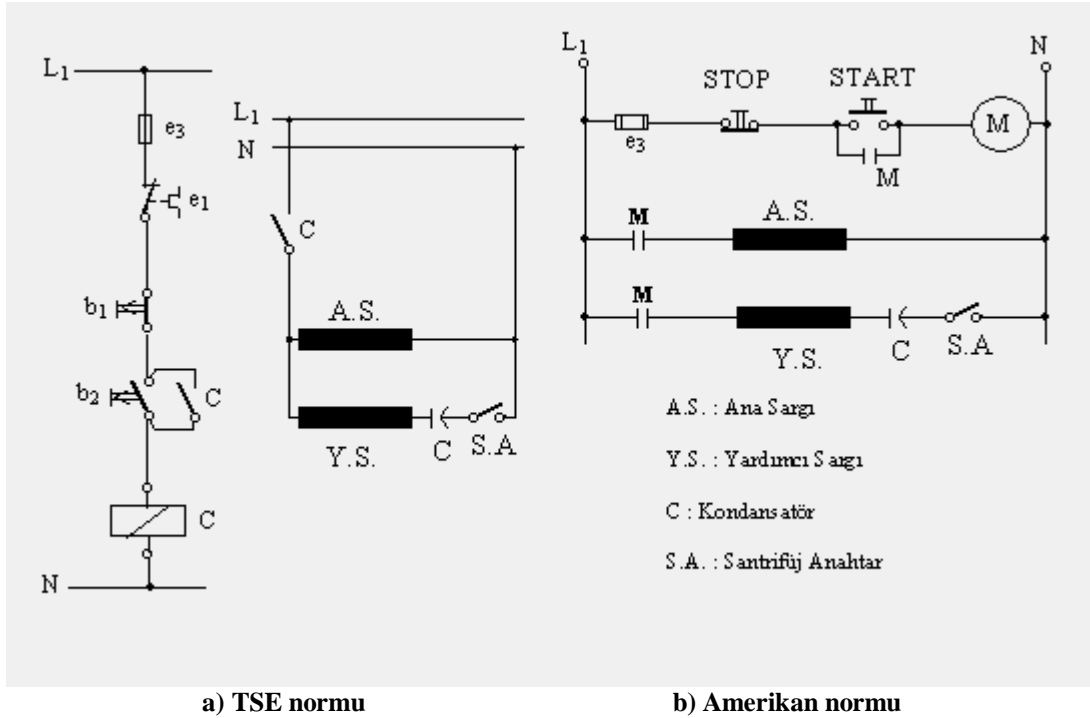 L1
e3
e1
b1
b2
C
C
N
L1
N
C
A.S.
Y.S.
C
S.A
L1
N
STOP
START
e3
M
M
M
A.S.
M
Y.S.
C
S.A
A.S. : Ana Sargı
Y.S. : Yardımcı Sargı
C : Kondansatör
S.A. : Santrifüj Anahtar
a) TSE normu
b) Amerikan normu